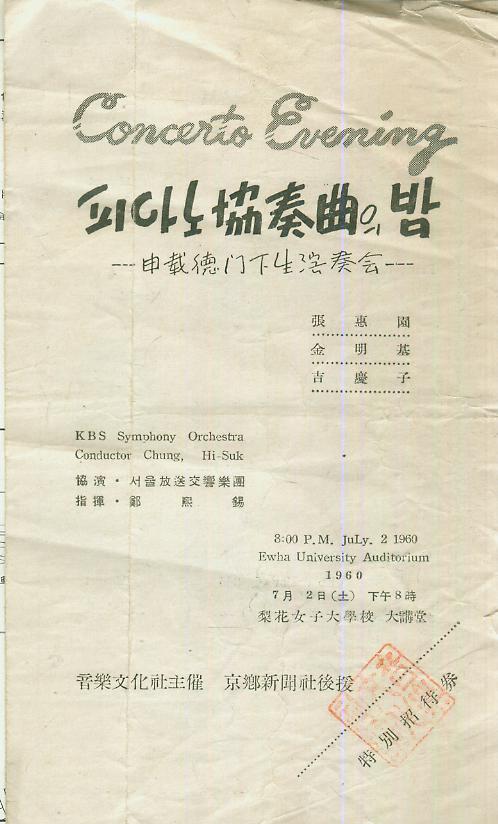 Concerto Evening
피아노協奏曲의 밤
---申載德门下生演奏会---
張 惠 園
金 明 基
吉 慶 子
KBS Symphony Orchestra
Conductor Chung, Hi-Suk
協演・서울放送交響樂團
指揮・鄭 熙 錫
8:00 P.M. JuLy. 2 1960
Ewha University Auditorium
1960
7月 2日(土) 下午8時
梨花女子大學校 大講堂
音樂文化社主催 京鄕新聞社後援
特別招待券